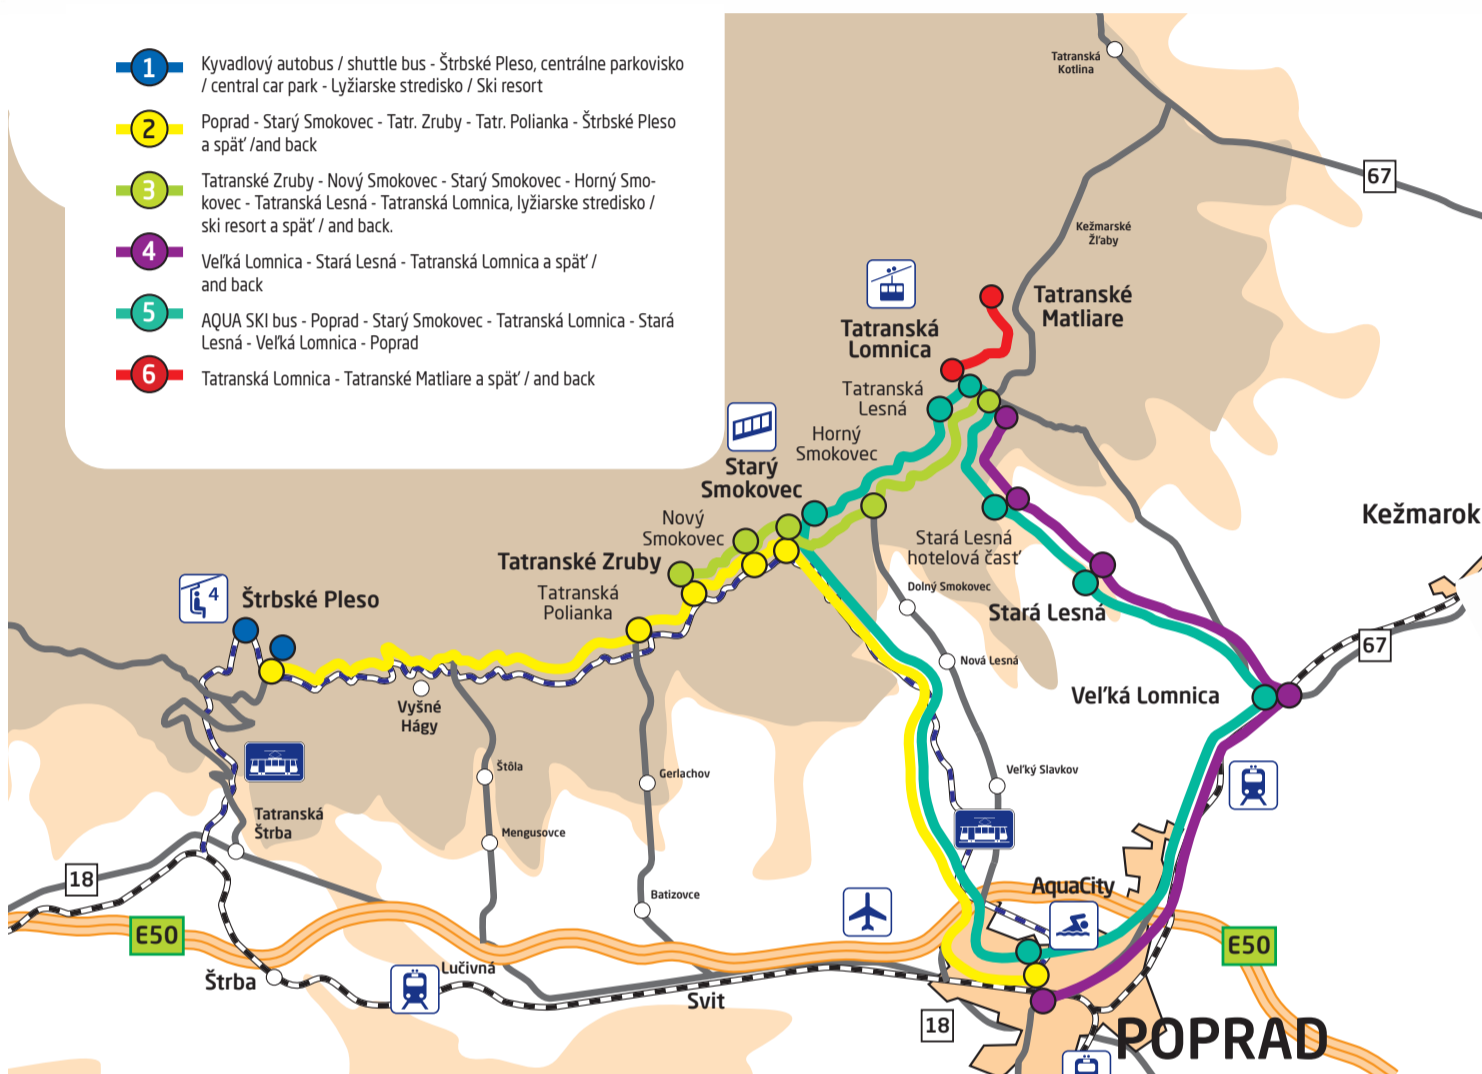 1
Kyvadlový autobus / shuttle bus - Štrbské Pleso, centrálne parkovisko
/ central car park - Lyžiarske stredisko / Ski resort
2
Poprad - Starý Smokovec - Tatr. Zruby - Tatr. Polianka - Štrbské Pleso
a späť /and back
3
Tatranské Zruby - Nový Smokovec - Starý Smokovec - Horný Smo-
kovec - Tatranská Lesná - Tatranská Lomnica, lyžiarske stredisko /
ski resort a späť / and back.
4
Veľká Lomnica - Stará Lesná - Tatranská Lomnica a späť /
and back
5
AQUA SKI bus - Poprad - Starý Smokovec - Tatranská Lomnica - Stará
Lesná - Veľká Lomnica - Poprad
6
Tatranská Lomnica - Tatranské Matliare a späť / and back
Tatranská
Kotlina
67
Kežmarské
Žľaby
Tatranské
Matliare
Tatranská
Lomnica
Tatranská
Lesná
Horný
Smokovec
Starý
Smokovec
Nový
Smokovec
Tatranské Zruby
Tatranská
Polianka
4
Štrbské Pleso
Kežmarok
Stará Lesná
hotelová časť
Dolný Smokovec
Stará Lesná
67
Nová Lesná
Veľká Lomnica
Vyšné
Hágy
Štôla
Gerlachov
Veľký Slavkov
Tatranská
Štrba
Mengusovce
18
Batizovce
AquaCity
E50
E50
Štrba
Lučivná
Svit
18
POPRAD